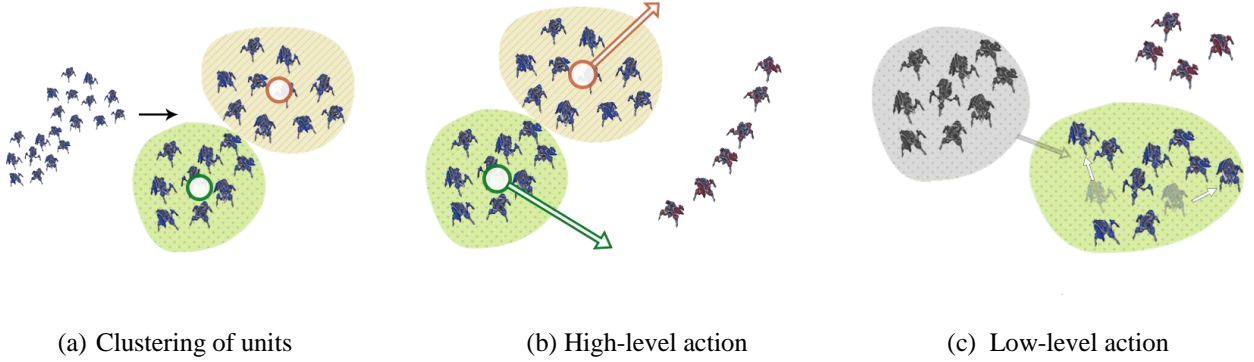 (a) Clustering of units
(b) High-level action
(c) Low-level action